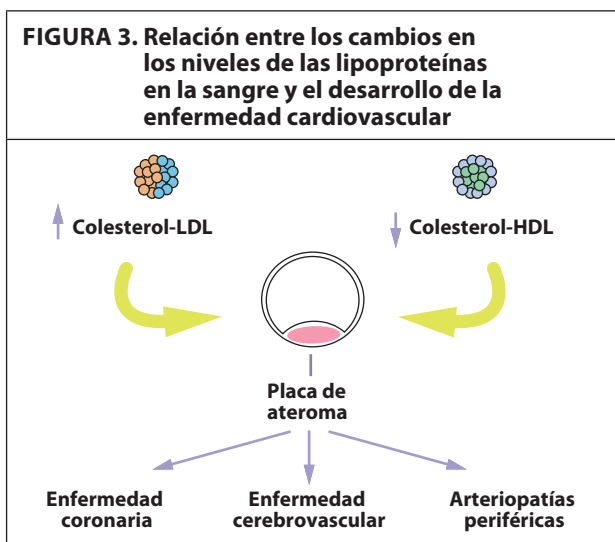 FIGURA 3. Relación entre los cambios en
los niveles de las lipoproteínas
en la sangre y el desarrollo de la
enfermedad cardiovascular
Colesterol-LDL
Colesterol-HDL
Placa de
ateroma
Enfermedad
coronaria
Enfermedad
cerebrovascular
Arteriopatías
periféricas